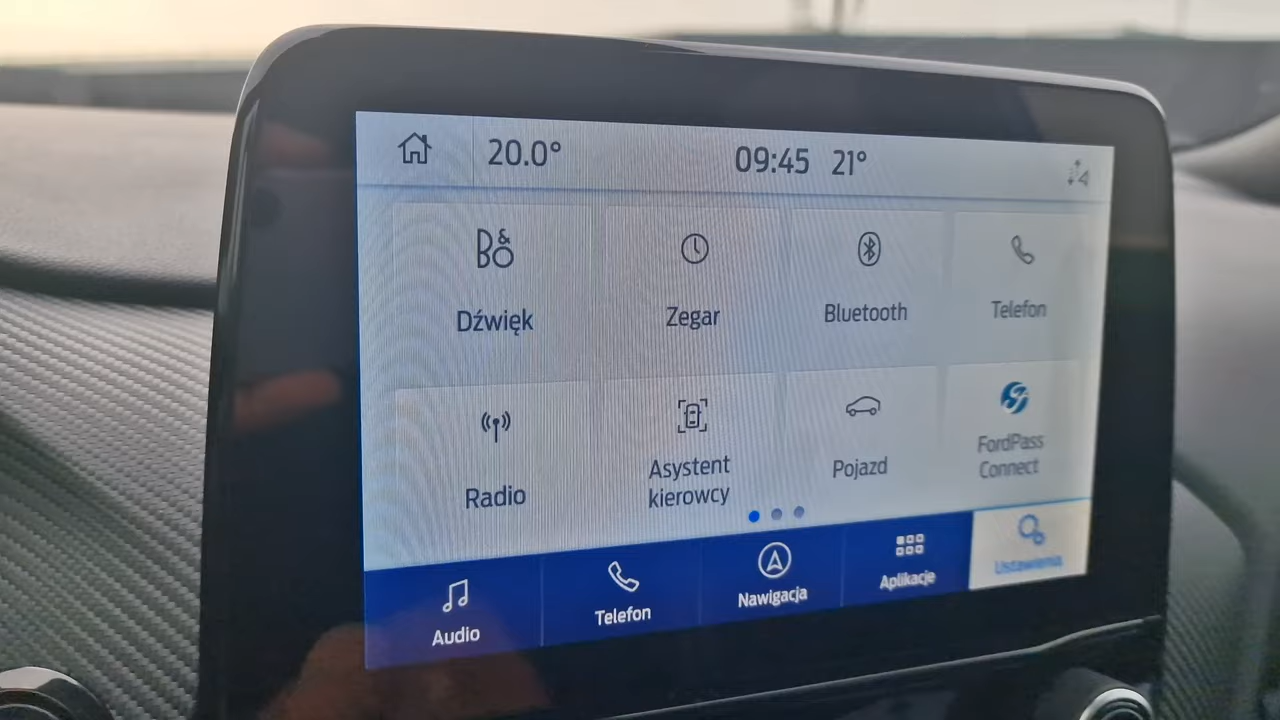 20.0°
09:45 21°
B&O
Dźwięk
Zegar
Bluetooth
Telefon
Radio
Asystent
kierowcy
Pojazd
FordPass
Connect
Audio
Telefon
Nawigacja
Aplikacje
Ustawienia